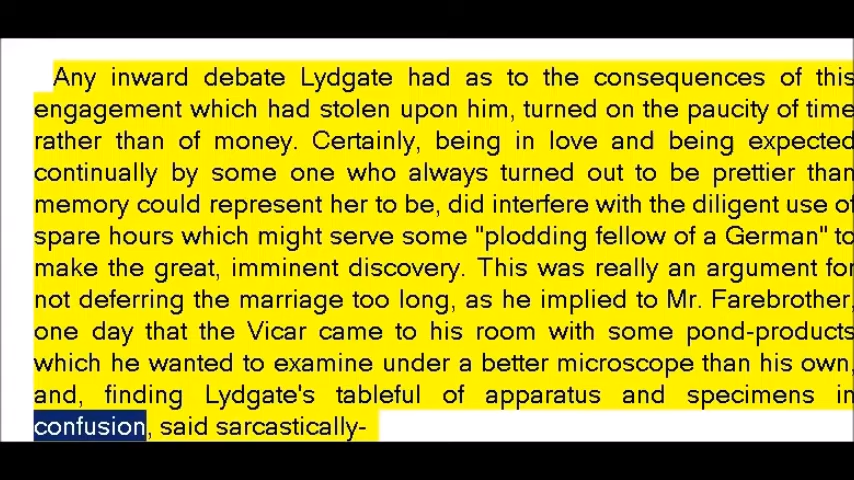 Any inward debate Lydgate had as to the consequences of this
engagement which had stolen upon him, turned on the paucity of time
rather than of money. Certainly, being in love and being expected
continually by some one who always turned out to be prettier than
memory could represent her to be, did interfere with the diligent use of
spare hours which might serve some "plodding fellow of a German" to
make the great, imminent discovery. This was really an argument for
not deferring the marriage too long, as he implied to Mr. Farebrother,
one day that the Vicar came to his room with some pond-products
which he wanted to examine under a better microscope than his own,
and, finding Lydgate's tableful of apparatus and specimens in
confusion, said sarcastically-